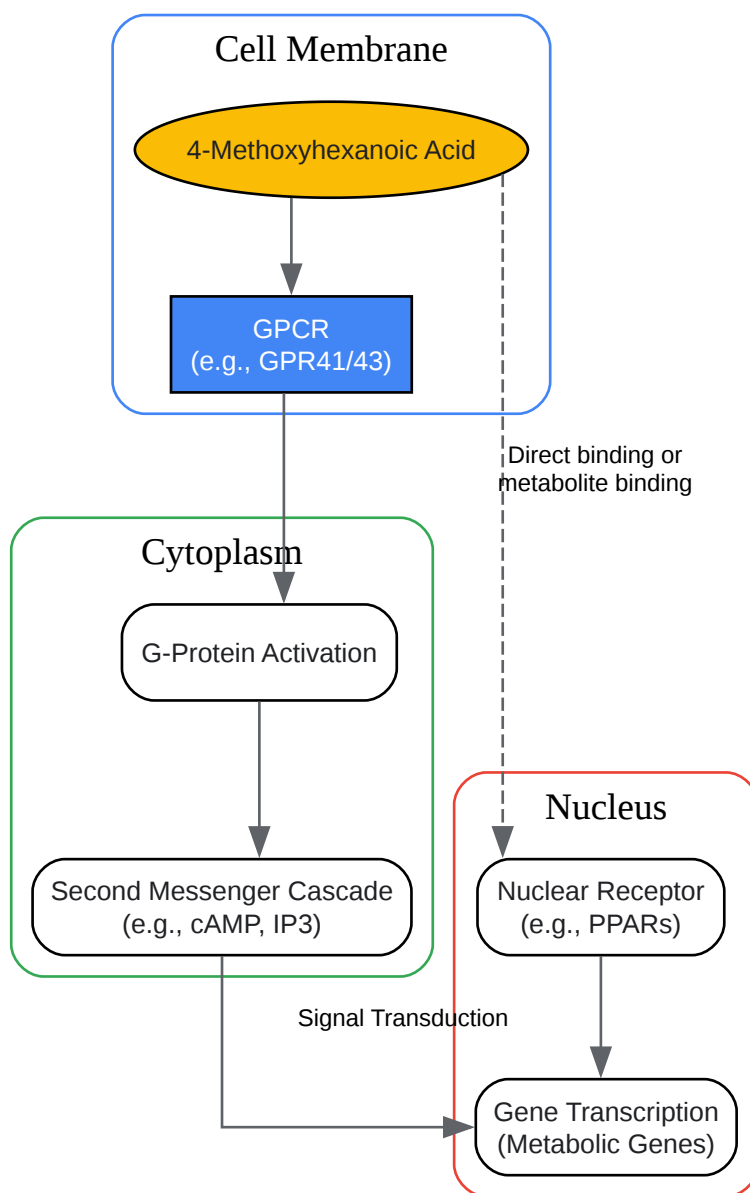 Cell Membrane
4-Methoxyhexanoic Acid
GPCR
(e.g., GPR41/43)
Direct binding or
metabolite binding
Cytoplasm
G-Protein Activation
Nucleus
Second Messenger Cascade
(e.g., cAMP, IP3)
Nuclear Receptor
(e.g., PPARs)
Signal Transduction
Gene Transcription
(Metabolic Genes)